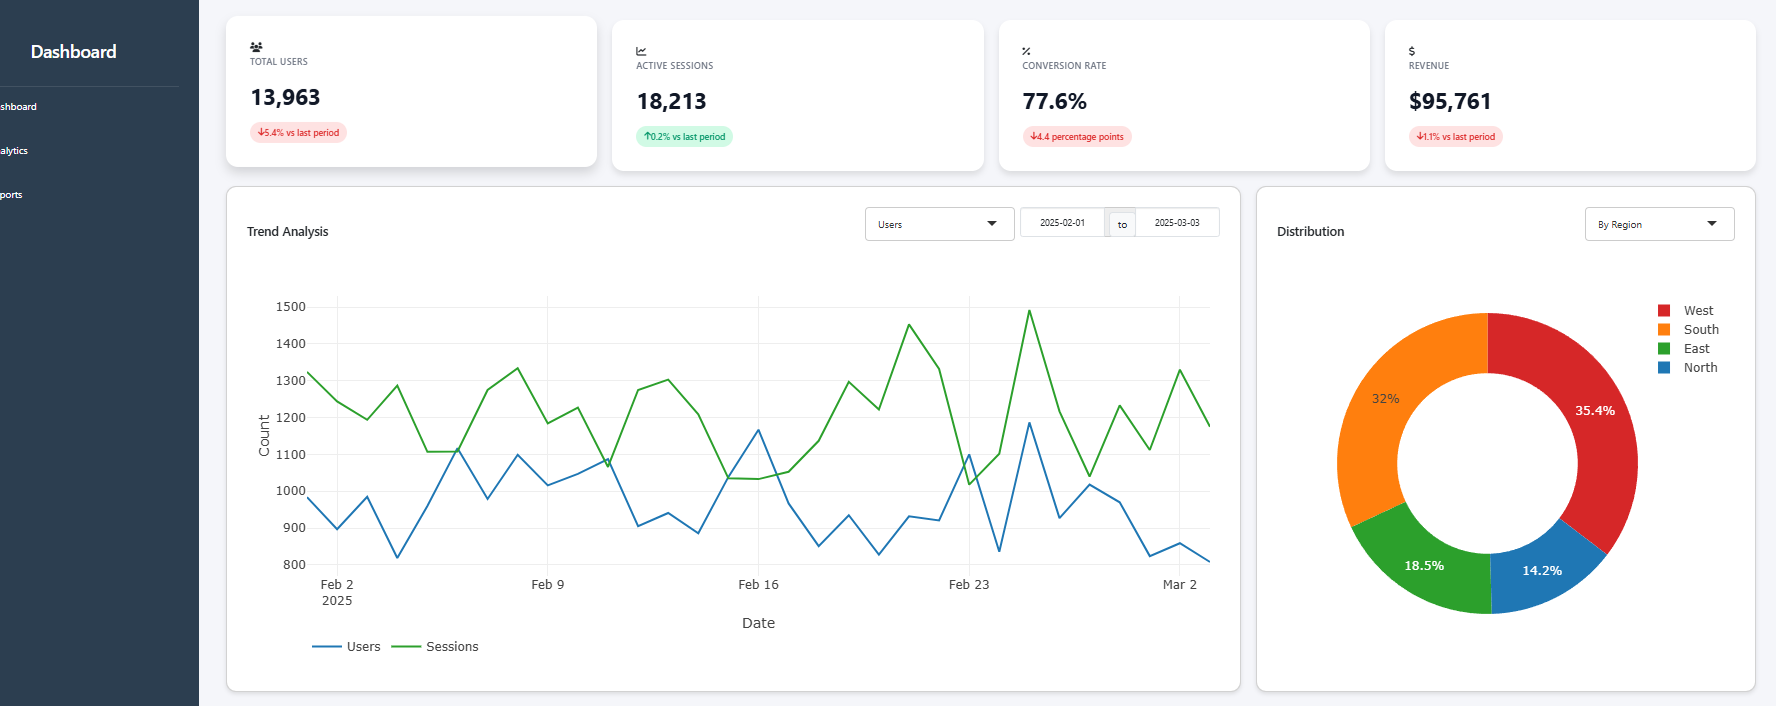 Dashboard
shboard
alytics
ports
TOTAL USERS
13,963
5.4% vs last period
ACTIVE SESSIONS
18,213
0.2% vs last period
CONVERSION RATE
77.6%
4.4 percentage points
$
REVENUE
$95,761
1.1% vs last period
Trend Analysis
Users
2025-02-01 to 2025-03-03
1500
1400
1300
1200
1100
1000
900
800
Count
Feb 2 Feb 9 Feb 16 Feb 23 Mar 2
2025
Date
Users Sessions
Distribution
By Region
West
South
East
North
32%
35.4%
18.5%
14.2%